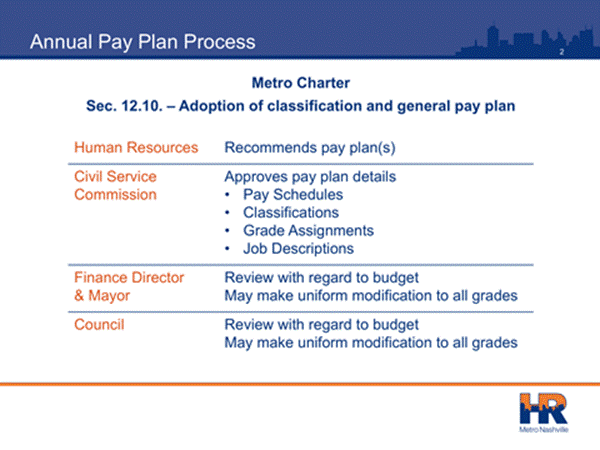 Annual Pay Plan Process
2
Metro Charter
Sec. 12.10. – Adoption of classification and general pay plan
Human Resources Recommends pay plan(s)
Civil Service Approves pay plan details
Commission • Pay Schedules
• Classifications
• Grade Assignments
• Job Descriptions
Finance Director Review with regard to budget
& Mayor May make uniform modification to all grades
Council Review with regard to budget
May make uniform modification to all grades
HR
Metro Nashville